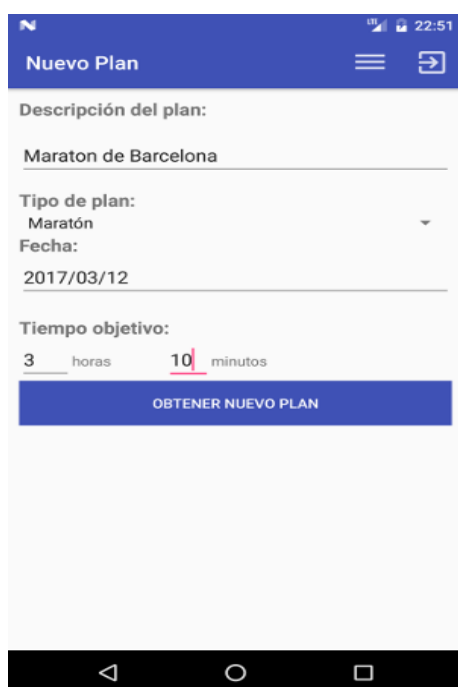 LTE 22:51
Nuevo Plan
Descripción del plan:
Maraton de Barcelona
Tipo de plan:
Maratón
Fecha:
2017/03/12
Tiempo objetivo:
3 horas 10 minutos
OBTENER NUEVO PLAN